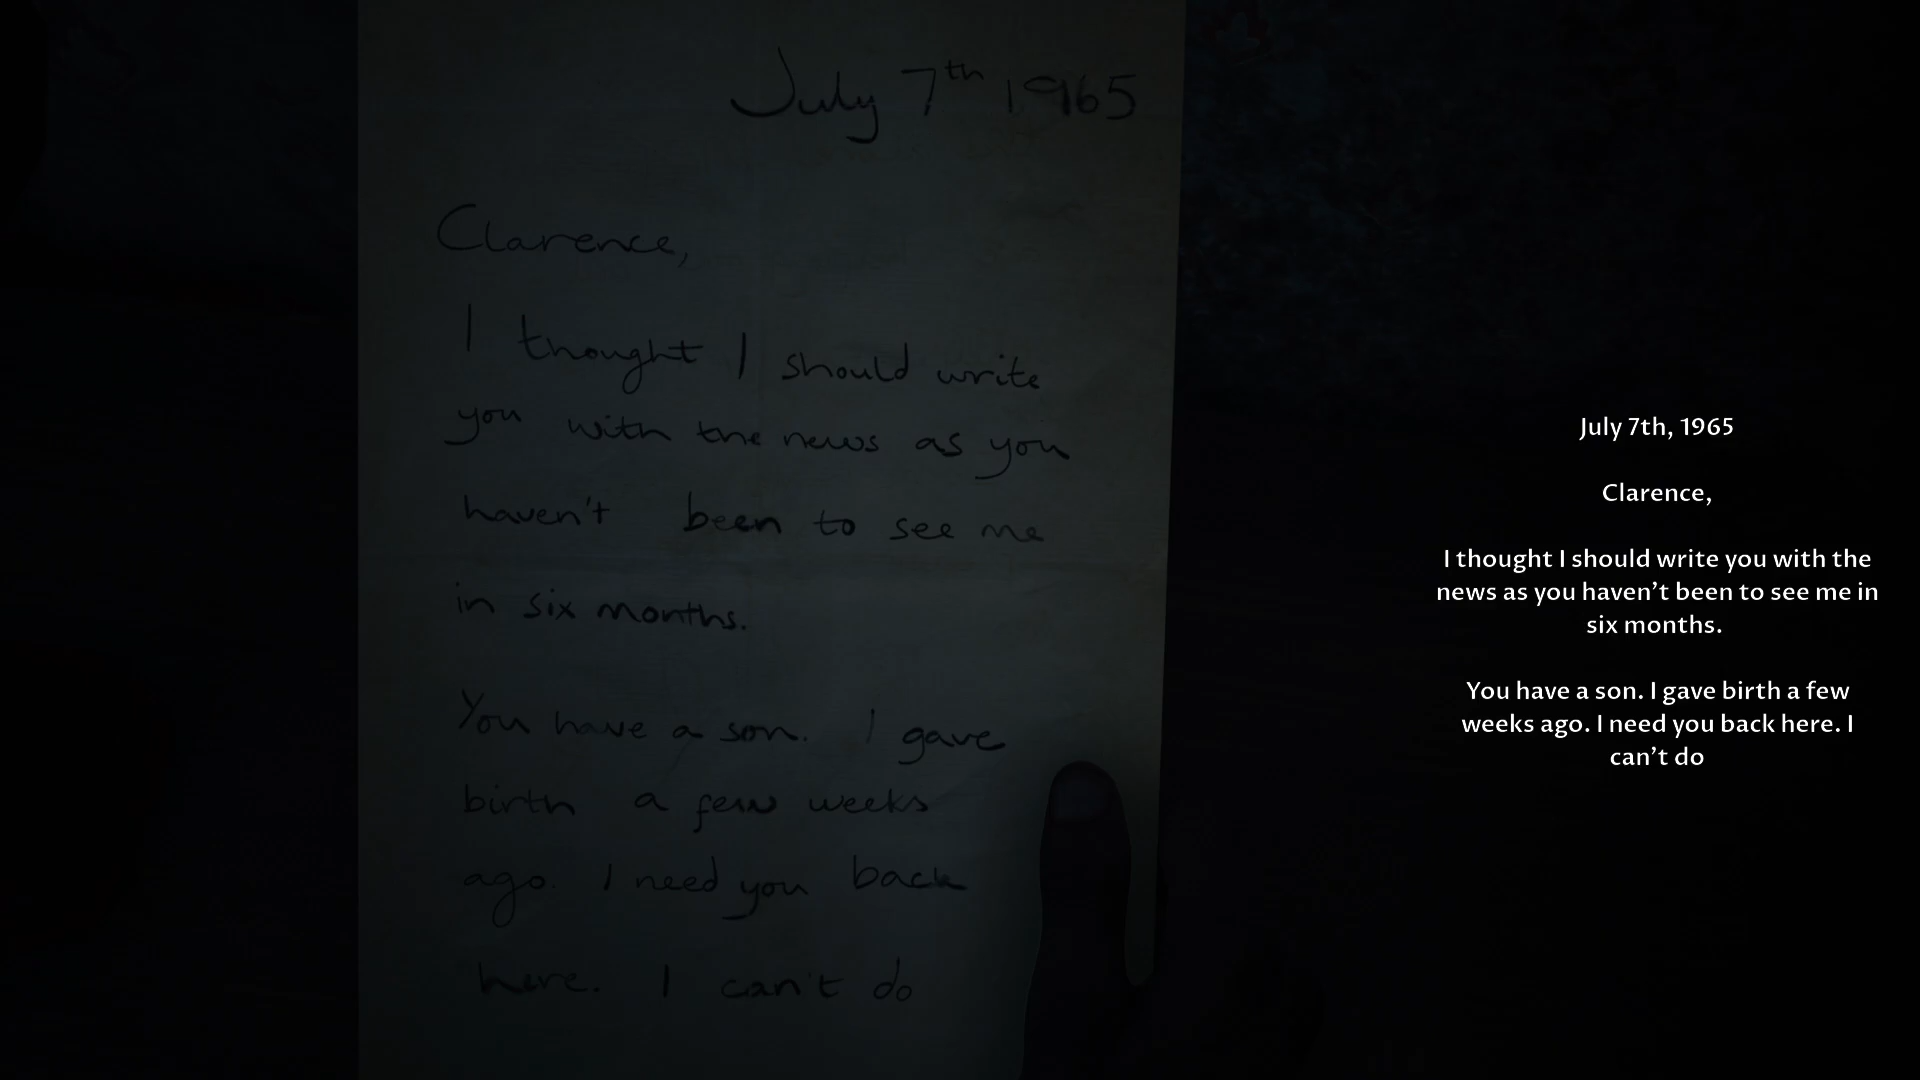 July 7th 1965
Clarence,
I thought I should write
you with the news as you
haven't been to see me
in six months.
You have a son. I gave
birth a few weeks
ago. I need you back
here. I can't do
July 7th, 1965
Clarence,
I thought I should write you with the
news as you haven’t been to see me in
six months.
You have a son. I gave birth a few
weeks ago. I need you back here. I
can’t do